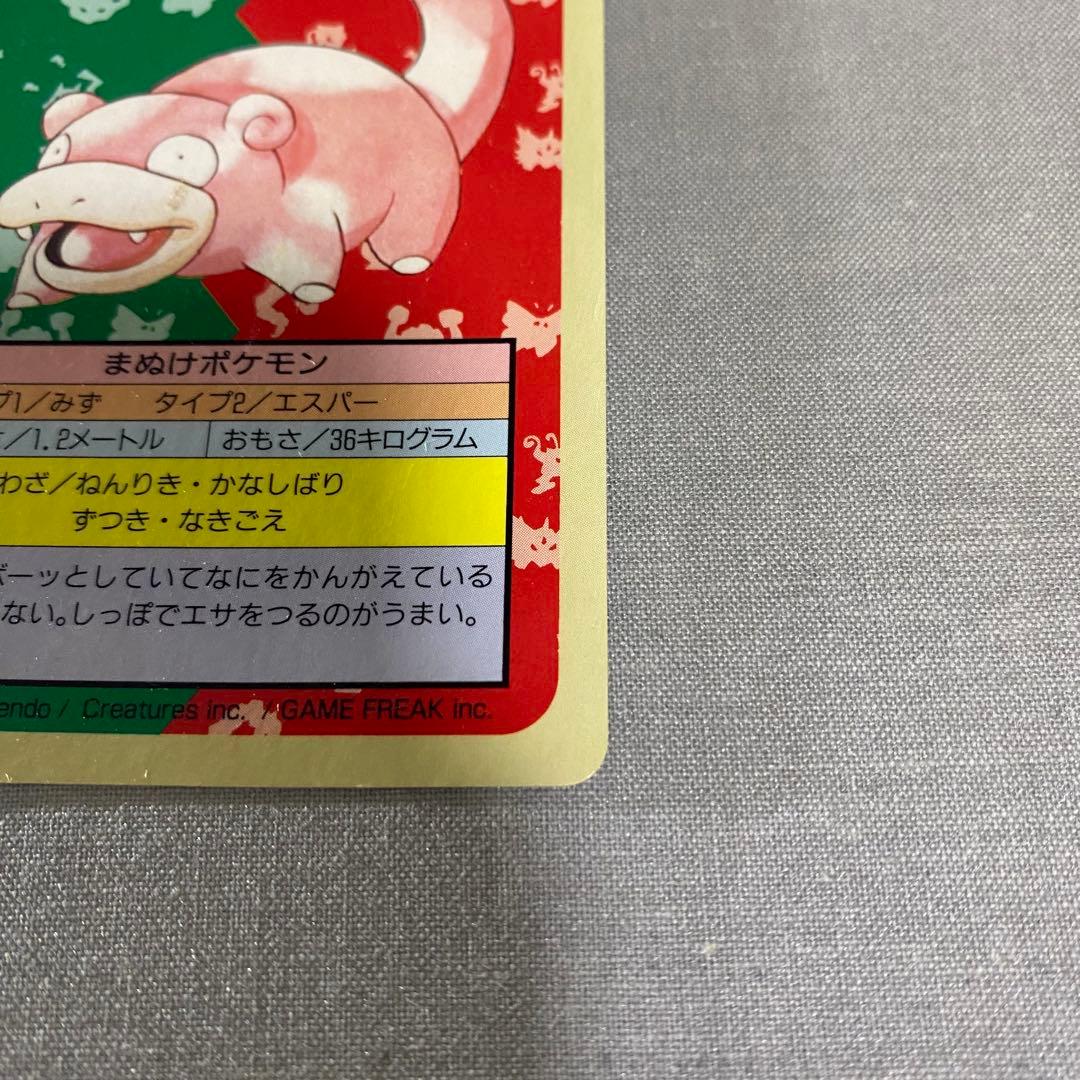 まぬけポケモン
プ1／みず タイプ2／エスパー
／1.2メートル おもさ／36キログラム
わざ／ねんりき・かなしばり
ずつき・なきごえ
ボーッとしていてなにをかんがえている
ない。しっぽでエサをつるのがうまい。
endo / Creatures inc. / GAME FREAK inc.